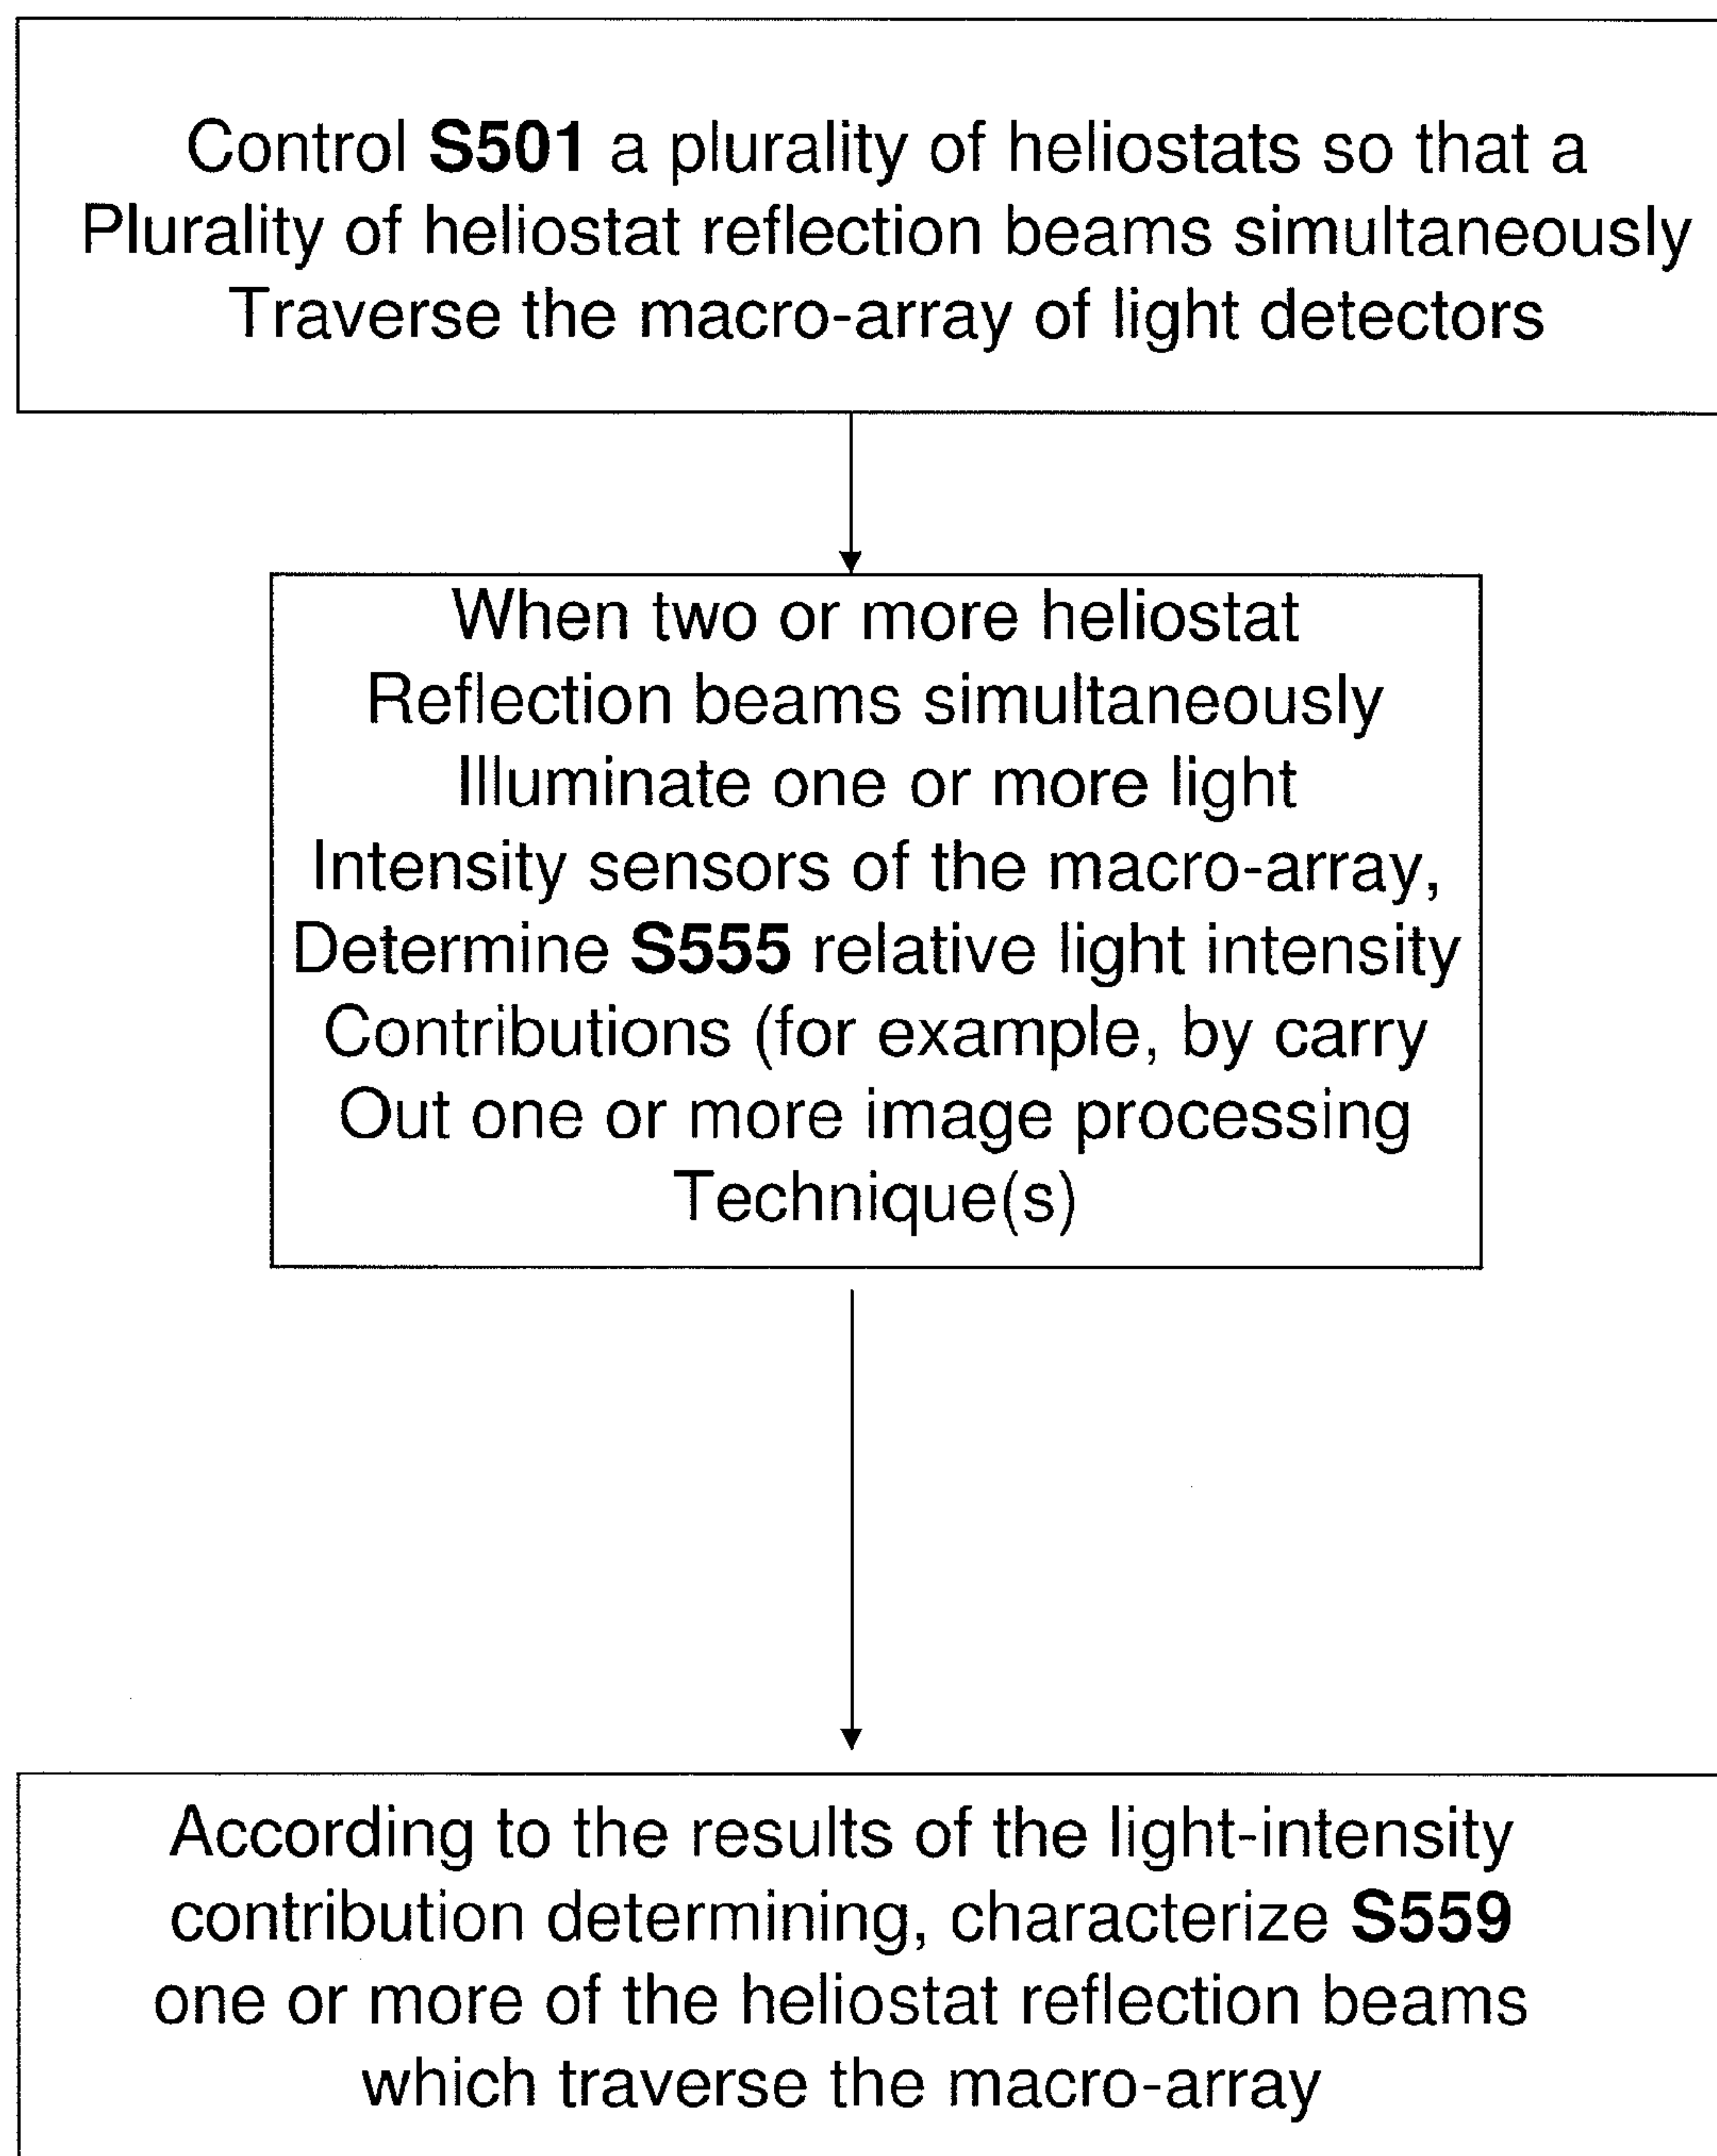 Control S501 a plurality of heliostats so that a
Plurality of heliostat reflection beams simultaneously
Traverse the macro-array of light detectors
When two or more heliostat
Reflection beams simultaneously
Illuminate one or more light
Intensity sensors of the macro-array,
Determine S555 relative light intensity
Contributions (for example, by carry
Out one or more image processing
Technique(s)
According to the results of the light-intensity
contribution determining, characterize S559
one or more of the heliostat reflection beams
which traverse the macro-array